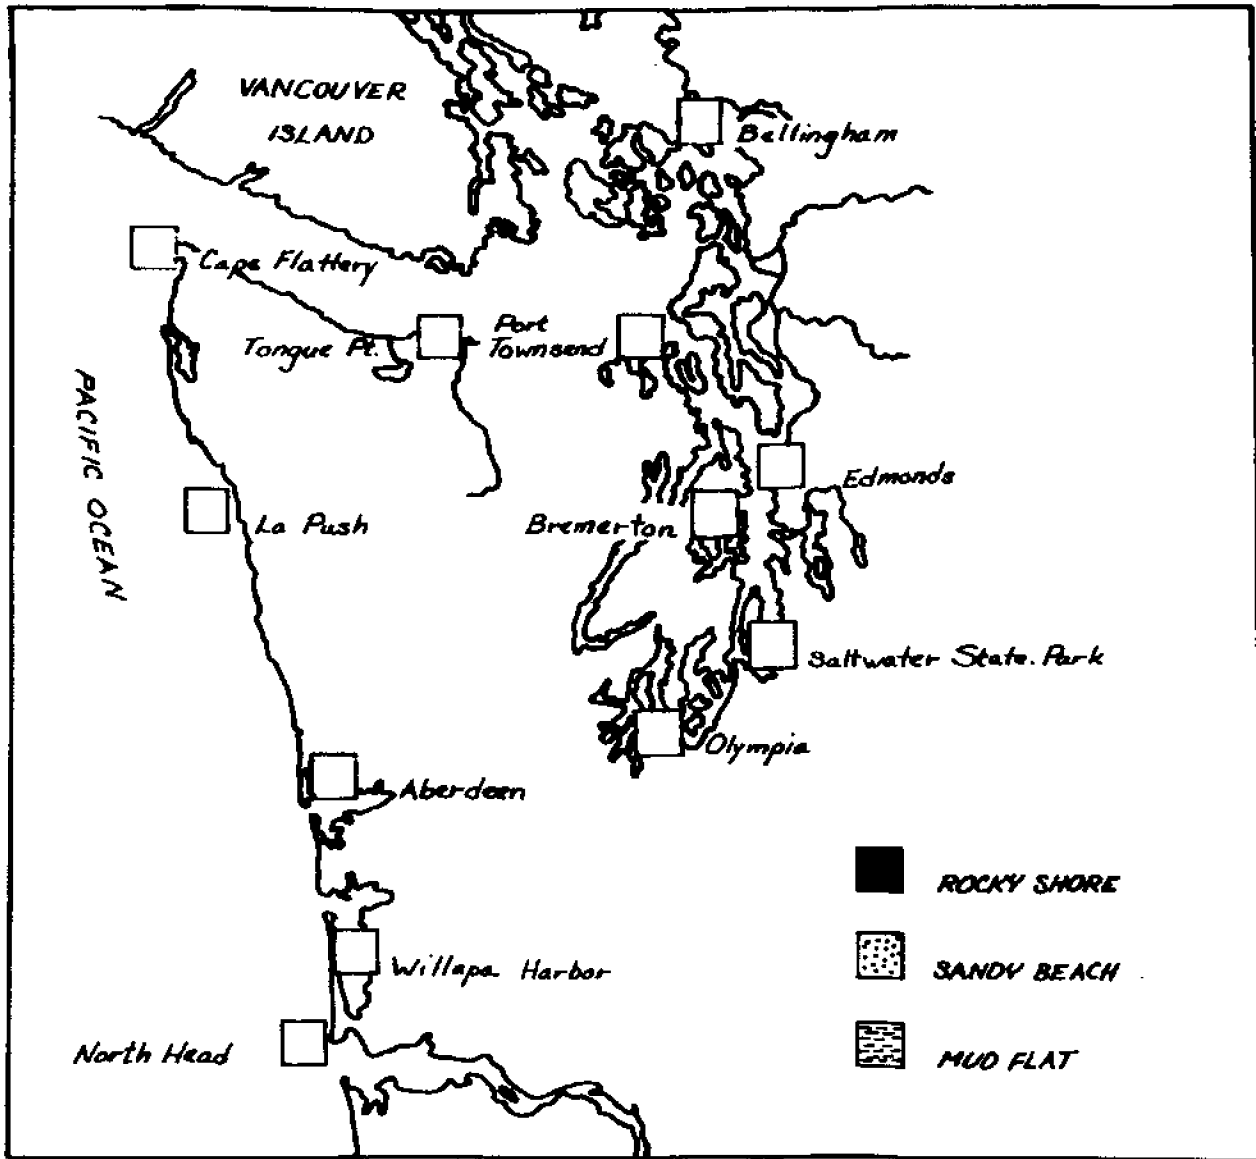 VANCOUVER
ISLAND
Bellingham
Cape Flattery
Tongue Pt.
Port
Townsend
PACIFIC OCEAN
Edmonds
La Push
Bremerton
Saltwater State. Park
Olympia
Aberdeen
ROCKY SHORE
Willapa Harbor
SANDY BEACH
North Head
MUD FLAT